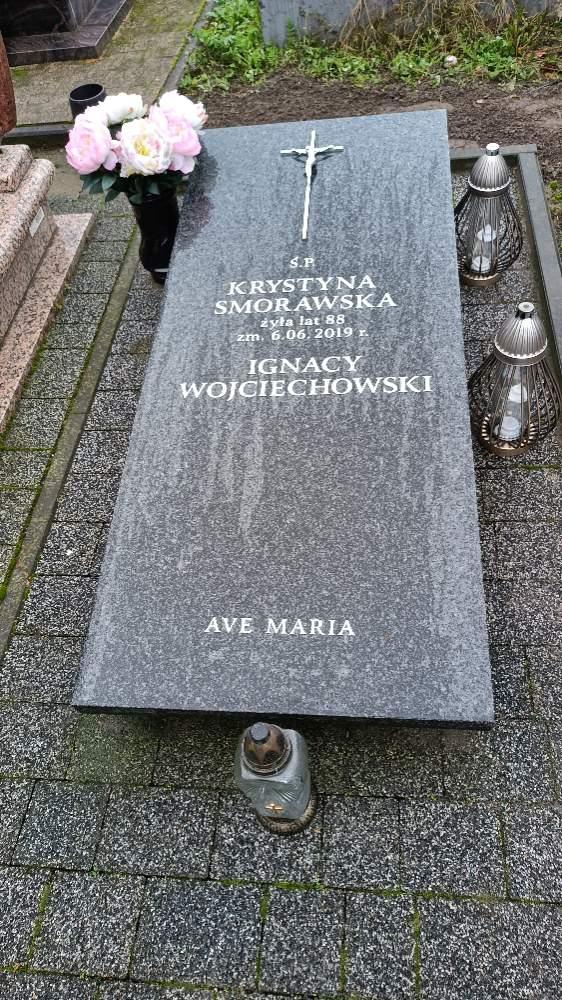 Ś.P.
KRYSTYNA
SMORAWSKA
żyła lat 88
zm. 6.06.2019 r.
IGNACY
WOJCIECHOWSKI
AVE MARIA